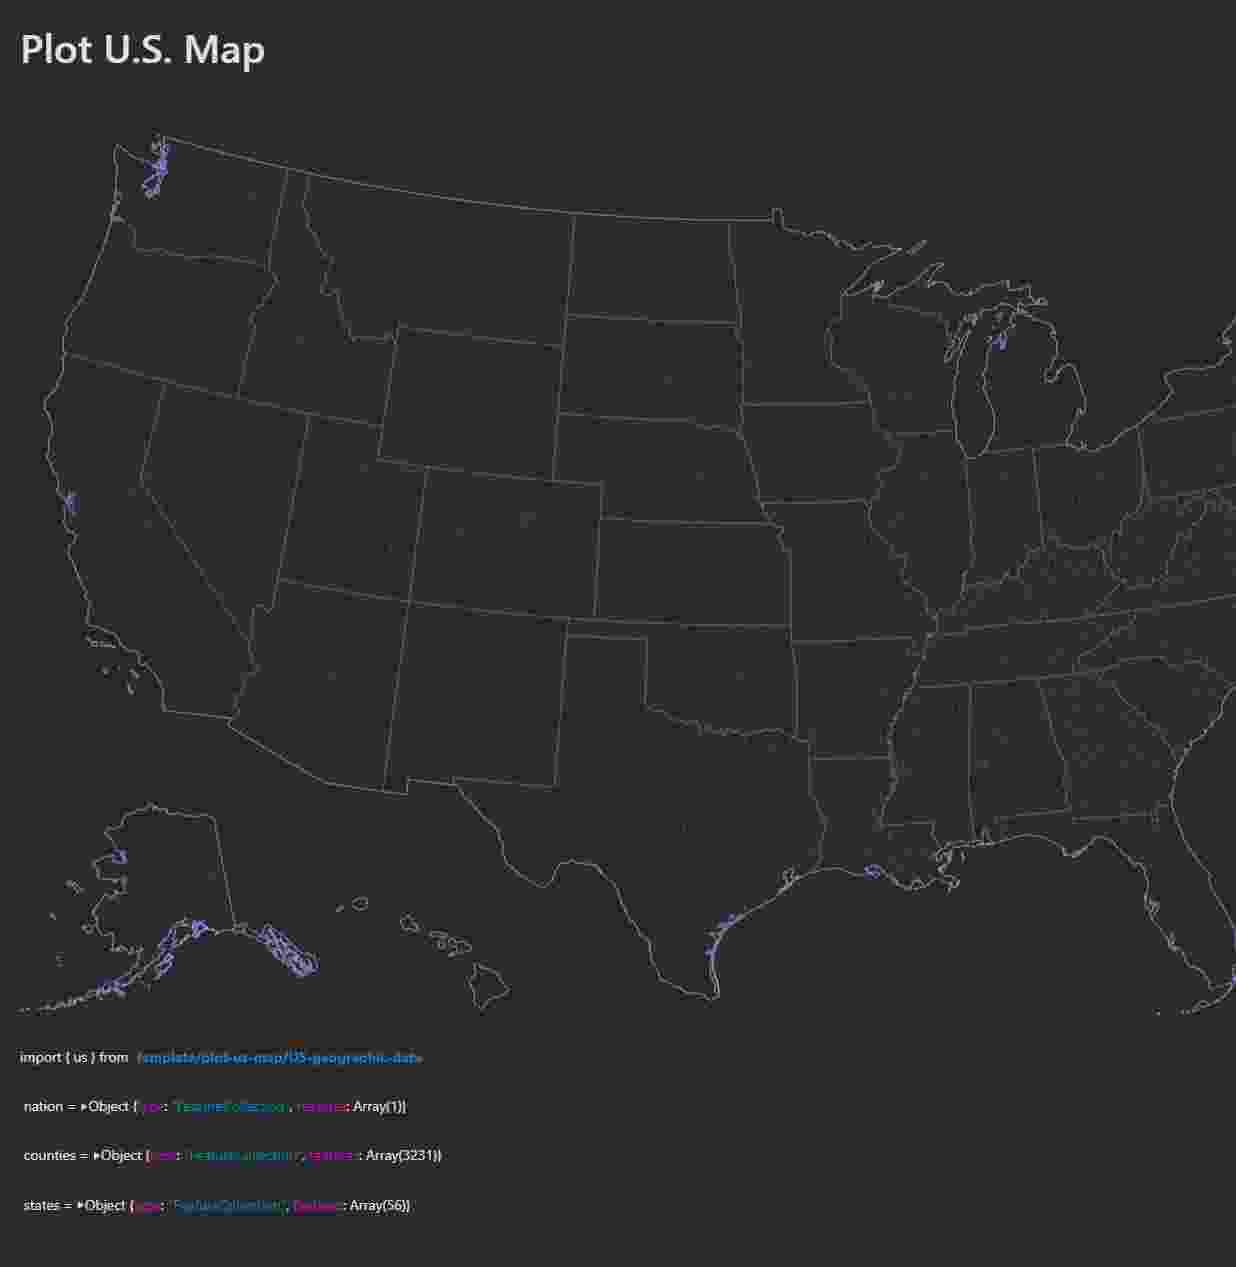 Plot U.S. Map
import { us } from template/plot-us-map/US-geographic-data
nation = ▸Object {type: "FeatureCollection", features: Array(1)}
counties = ▸Object {type: "FeatureCollection", features: Array(3231)}
states = ▸Object {type: "FeatureCollection", features: Array(56)}